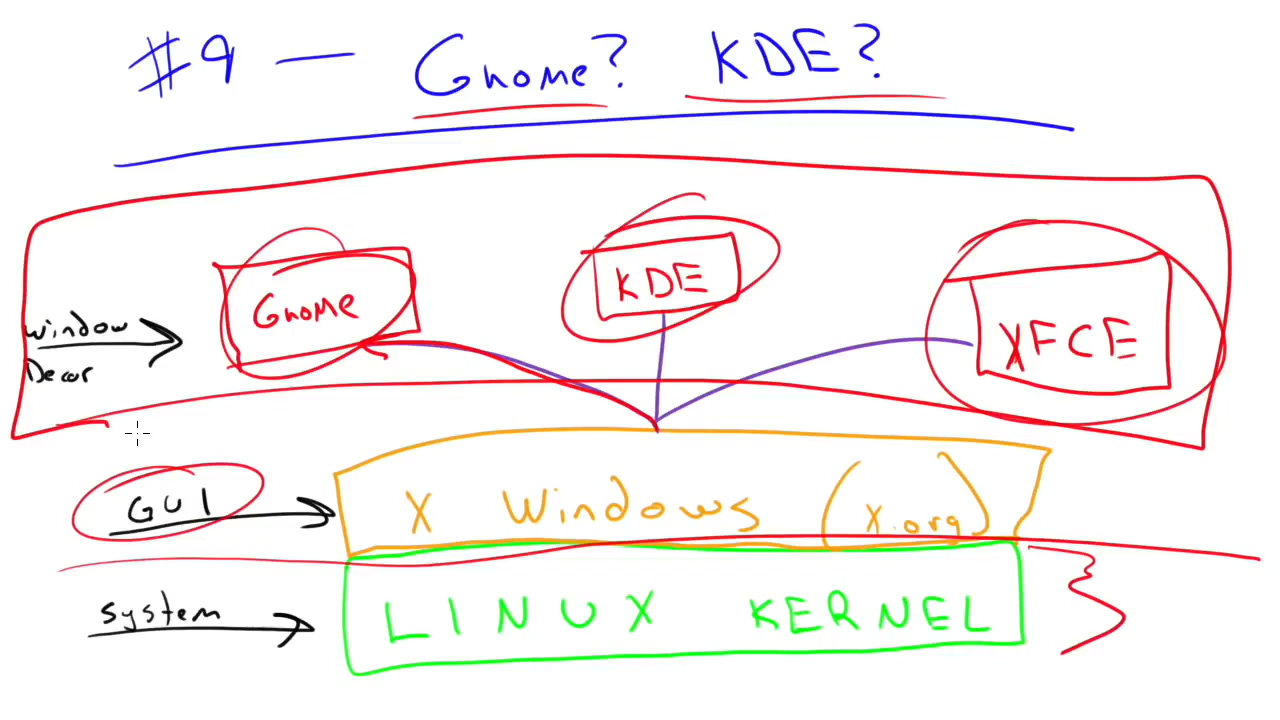 #9 — Gnome? KDE?
Gnome
KDE
XFCE
window
Decor
GUI
X Windows (x.org)
system
LINUX KERNEL